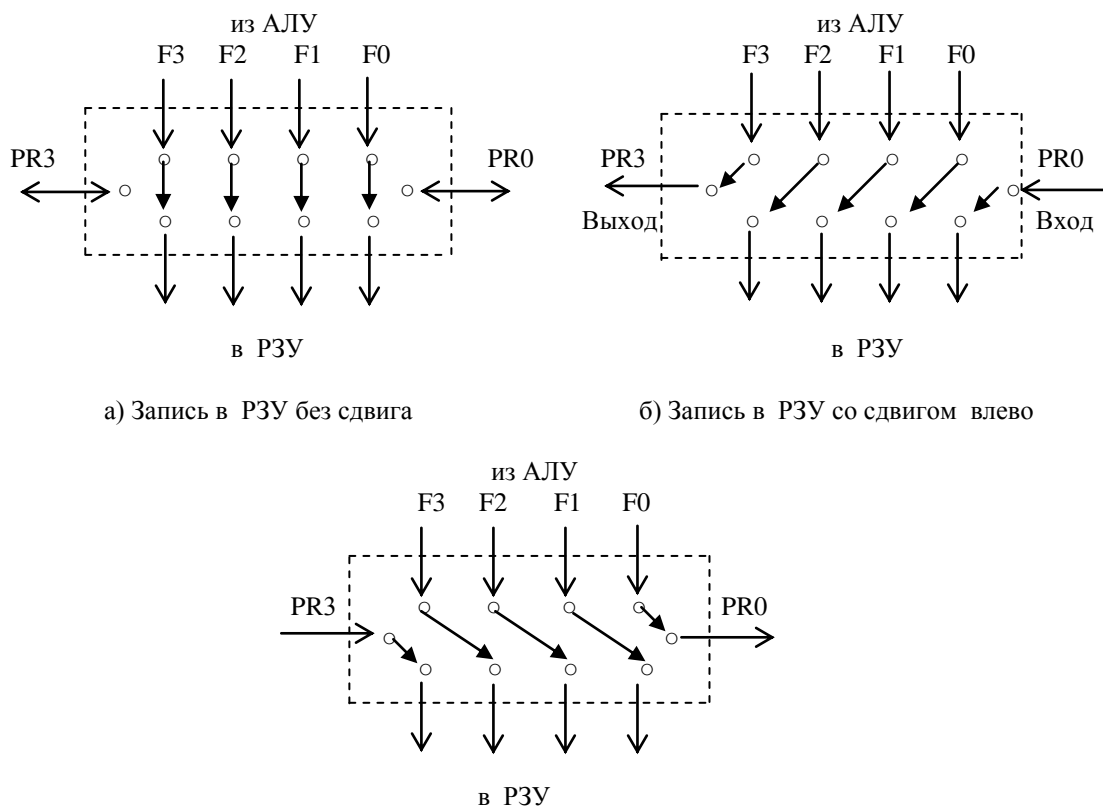 из АЛУ
F3 F2 F1 F0
PR3 PR0
в РЗУ
а) Запись в РЗУ без сдвига
из АЛУ
F3 F2 F1 F0
PR3 PR0
Выход Вход
в РЗУ
б) Запись в РЗУ со сдвигом влево
из АЛУ
F3 F2 F1 F0
PR3 PR0
в РЗУ